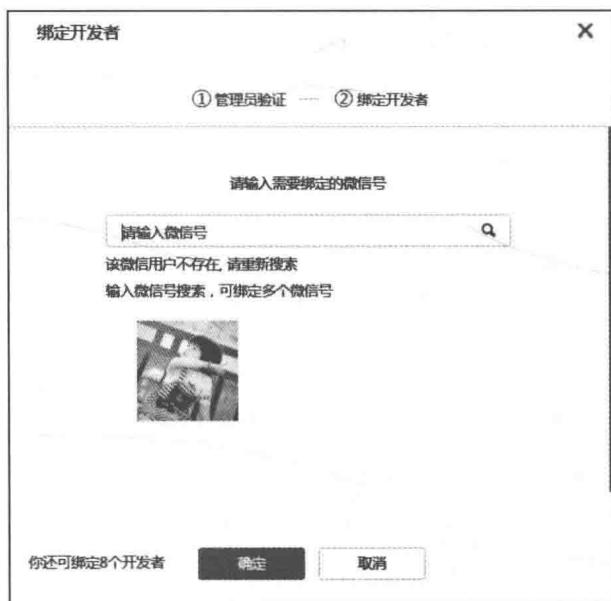 绑定开发者
①管理员验证 ---- ②绑定开发者
请输入需要绑定的微信号
请输入微信号
该微信用户不存在,请重新搜索
输入微信号搜索，可绑定多个微信号
你还可绑定8个开发者 确定 取消